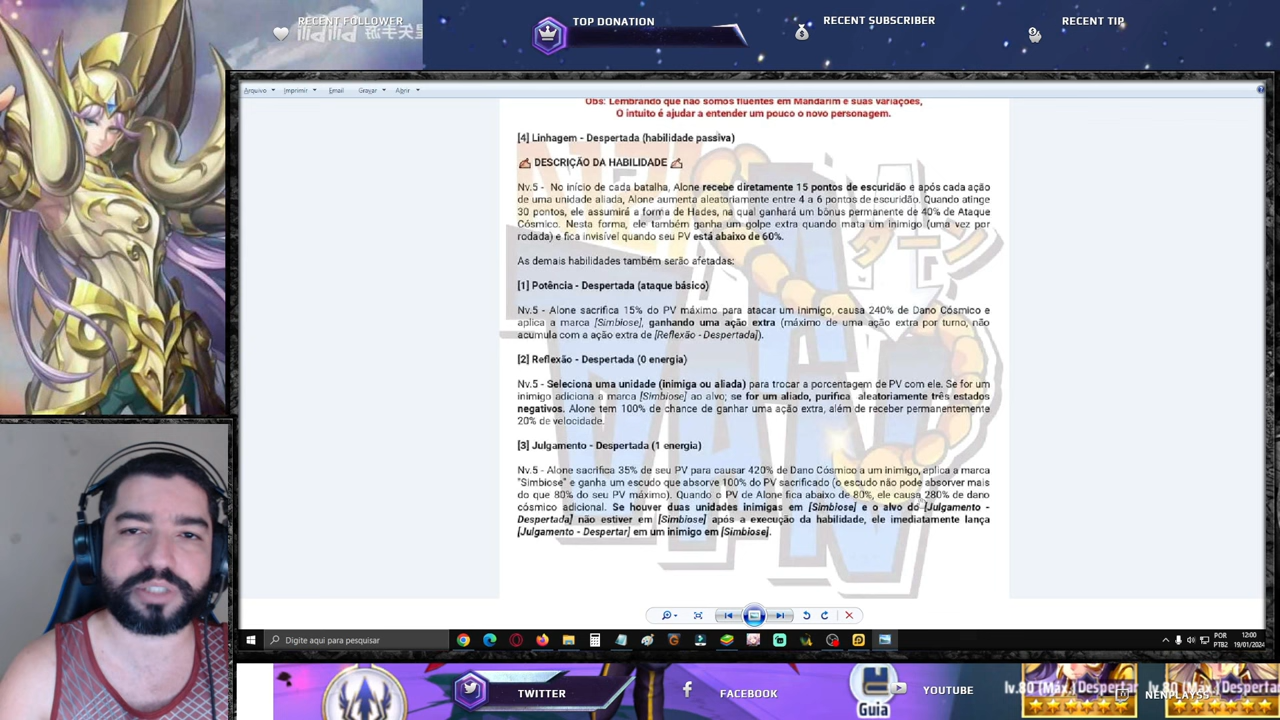 RECENT FOLLOWER
TOP DONATION
RECENT SUBSCRIBER
RECENT TIP
Arquivo Imprimir Email Gravar Abrir
Obs: Lembrando que não somos fluentes em Mandarim e suas variações,
O intuito é ajudar a entender um pouco o novo personagem.
[4] Linhagem - Despertada (habilidade passiva)
DESCRIÇÃO DA HABILIDADE
Nv.5 - No início de cada batalha, Alone recebe diretamente 15 pontos de escuridão e após cada ação
de uma unidade aliada, Alone aumenta aleatoriamente entre 4 a 6 pontos de escuridão. Quando atinge
30 pontos, ele assumirá a forma de Hades, na qual ganhará um bônus permanente de 40% de Ataque
Cósmico. Nesta forma, ele também ganha um golpe extra quando mata um inimigo (uma vez por
rodada) e fica invisível quando seu PV está abaixo de 60%.
As demais habilidades também serão afetadas:
[1] Potência - Despertada (ataque básico)
Nv.5 - Alone sacrifica 15% do PV máximo para atacar um inimigo, causa 240% de Dano Cósmico e
aplica a marca [Simbiose], ganhando uma ação extra (máximo de uma ação extra por turno, não
acumula com a ação extra de [Reflexão - Despertada]).
[2] Reflexão - Despertada (0 energia)
Nv.5 - Seleciona uma unidade (inimiga ou aliada) para trocar a porcentagem de PV com ele. Se for um
inimigo adiciona a marca [Simbiose] ao alvo; se for um aliado, purifica aleatoriamente três estados
negativos. Alone tem 100% de chance de ganhar uma ação extra, além de receber permanentemente
20% de velocidade.
[3] Julgamento - Despertada (1 energia)
Nv.5 - Alone sacrifica 35% de seu PV para causar 420% de Dano Cósmico a um inimigo, aplica a marca
"Simbiose" e ganha um escudo que absorve 100% do PV sacrificado (o escudo não pode absorver mais
do que 80% do seu PV máximo). Quando o PV de Alone fica abaixo de 80%, ele causa 280% de dano
cósmico adicional. Se houver duas unidades inimigas em [Simbiose] e o alvo do [Julgamento -
Despertada] não estiver em [Simbiose] após a execução da habilidade, ele imediatamente lança
[Julgamento - Despertar] em um inimigo em [Simbiose].
Digite aqui para pesquisar
POR
PTB2
12:00
19/01/2024
TWITTER
FACEBOOK
Guia
YOUTUBE
lv.80 (Máx.) Despertar
NENPLAYSS